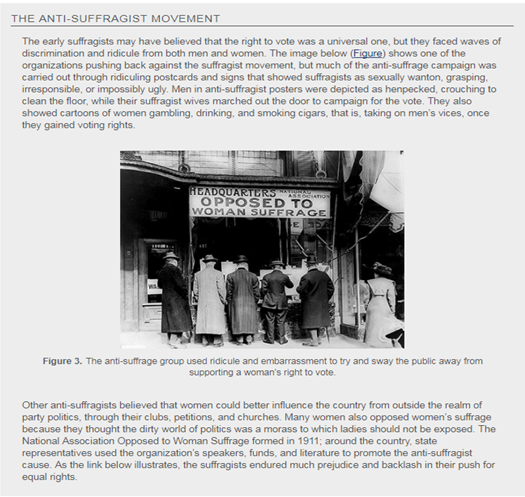 THE ANTI-SUFFRAGIST MOVEMENT
The early suffragists may have believed that the right to vote was a universal one, but they faced waves of
discrimination and ridicule from both men and women. The image below (Figure) shows one of the
organizations pushing back against the suffragist movement, but much of the anti-suffrage campaign was
carried out through ridiculing postcards and signs that showed suffragists as sexually wanton, grasping,
irresponsible, or impossibly ugly. Men in anti-suffragist posters were depicted as henpecked, crouching to
clean the floor, while their suffragist wives marched out the door to campaign for the vote. They also
showed cartoons of women gambling, drinking, and smoking cigars, that is, taking on men's vices, once
they gained voting rights.
HEADQUARTERS NATIONAL ASSOCIATION
OPPOSED TO
WOMAN SUFFRAGE
Figure 3. The anti-suffrage group used ridicule and embarrassment to try and sway the public away from
supporting a woman's right to vote.
Other anti-suffragists believed that women could better influence the country from outside the realm of
party politics, through their clubs, petitions, and churches. Many women also opposed women's suffrage
because they thought the dirty world of politics was a morass to which ladies should not be exposed. The
National Association Opposed to Woman Suffrage formed in 1911; around the country, state
representatives used the organization's speakers, funds, and literature to promote the anti-suffragist
cause. As the link below illustrates, the suffragists endured much prejudice and backlash in their push for
equal rights.